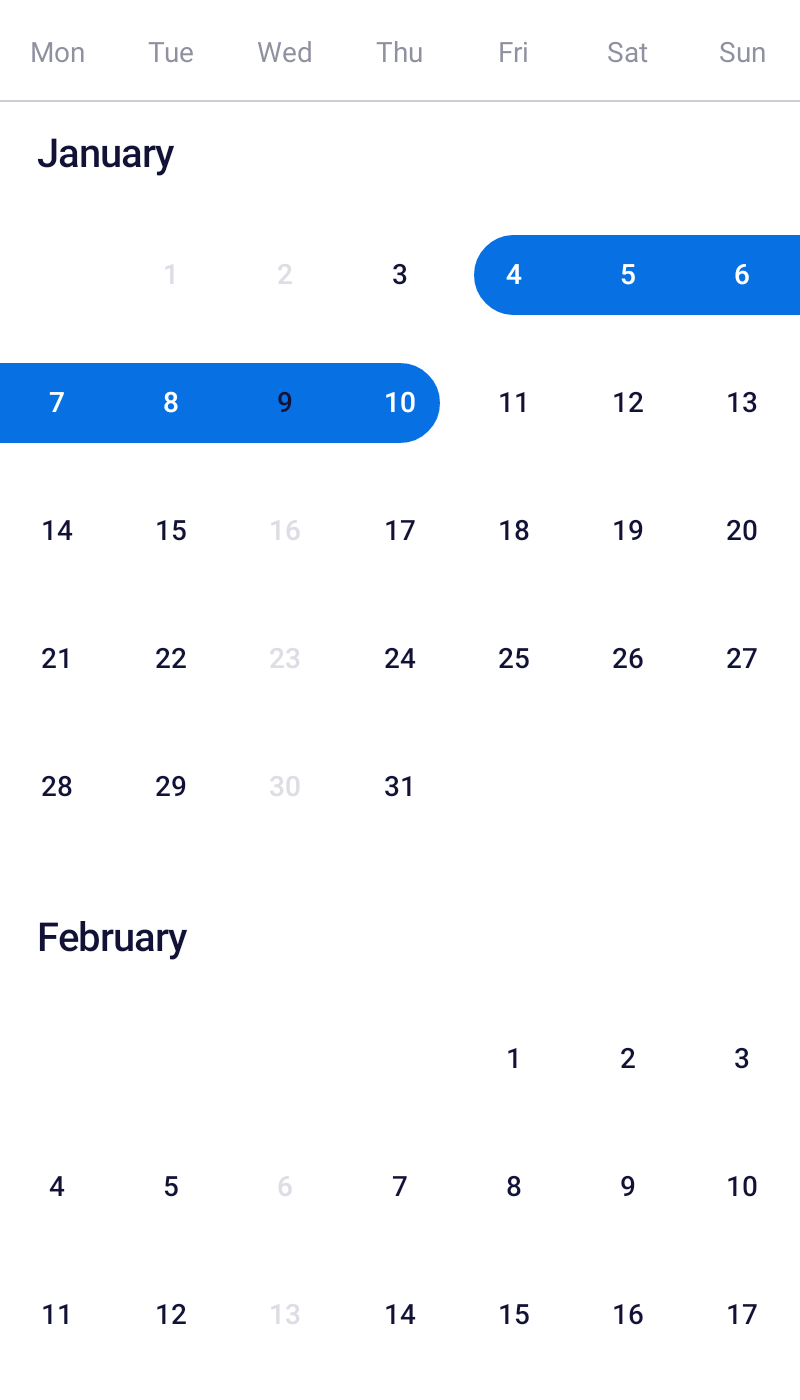 Mon Tue Wed Thu Fri Sat Sun
January
1 2 3 4 5 6
7 8 9 10 11 12 13
14 15 16 17 18 19 20
21 22 23 24 25 26 27
28 29 30 31
February
1 2 3
4 5 6 7 8 9 10
11 12 13 14 15 16 17